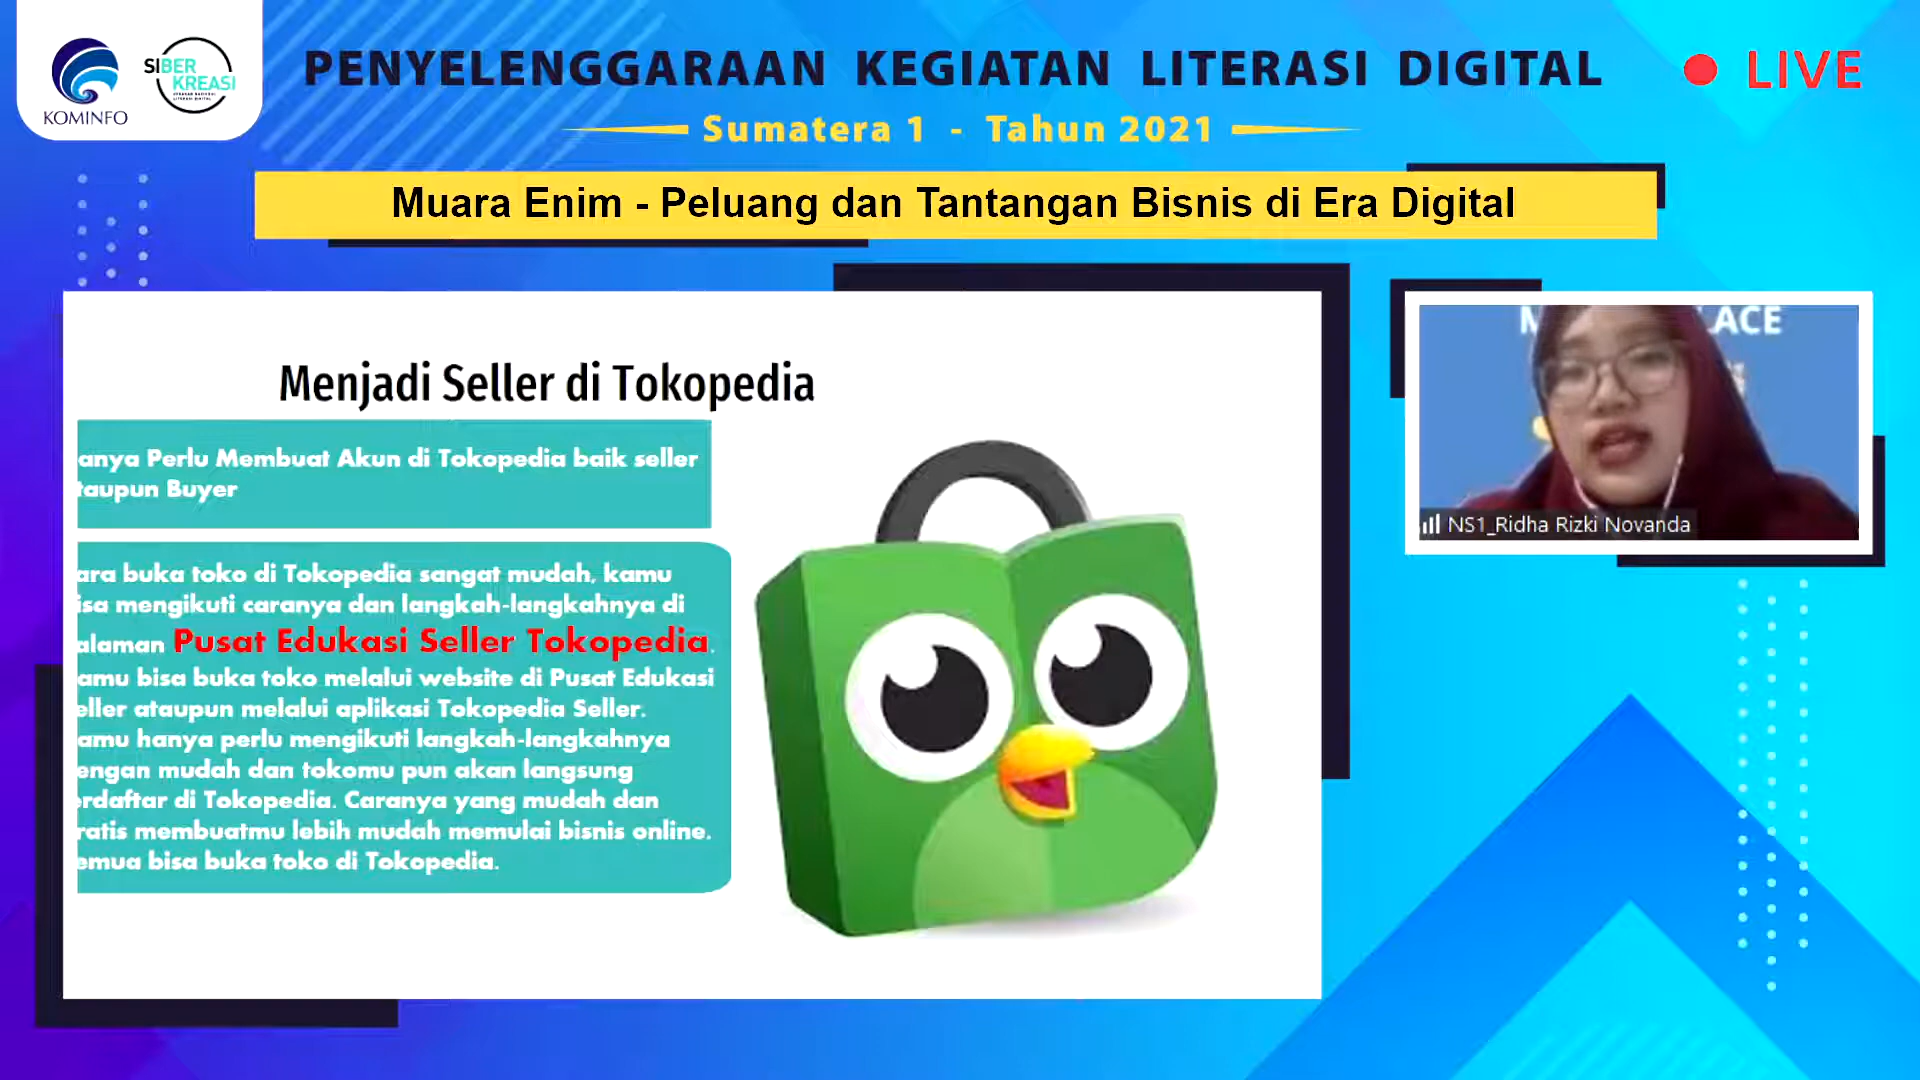 KOMINFO
SIBER
KREASI
PENYELENGGARAAN KEGIATAN LITERASI DIGITAL
LIVE
Sumatera 1 - Tahun 2021
Muara Enim - Peluang dan Tantangan Bisnis di Era Digital
Menjadi Seller di Tokopedia
anya Perlu Membuat Akun di Tokopedia baik seller
taupun Buyer
ara buka toko di Tokopedia sangat mudah, kamu
isa mengikuti caranya dan langkah-langkahnya di
alaman Pusat Edukasi Seller Tokopedia.
amu bisa buka toko melalui website di Pusat Edukasi
eller ataupun melalui aplikasi Tokopedia Seller.
amu hanya perlu mengikuti langkah-langkahnya
engan mudah dan tokomu pun akan langsung
erdaftar di Tokopedia. Caranya yang mudah dan
ratis membuatmu lebih mudah memulai bisnis online.
emua bisa buka toko di Tokopedia.
LACE
NS1_Ridha Rizki Novanda